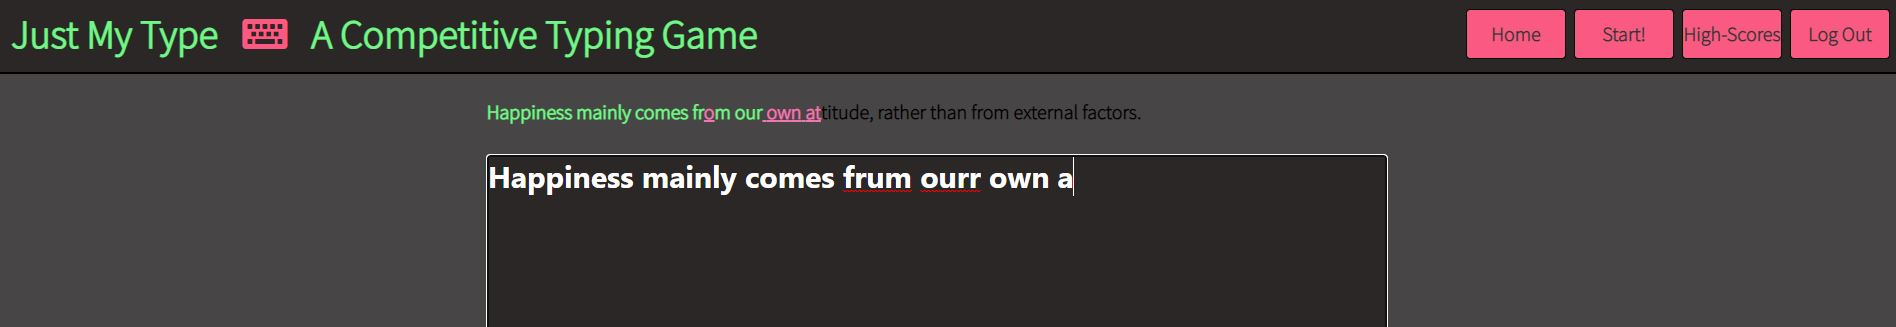 Just My Type A Competitive Typing Game Home Start! High-Scores Log Out
Happiness mainly comes from our own attitude, rather than from external factors.
Happiness mainly comes frum ourr own a